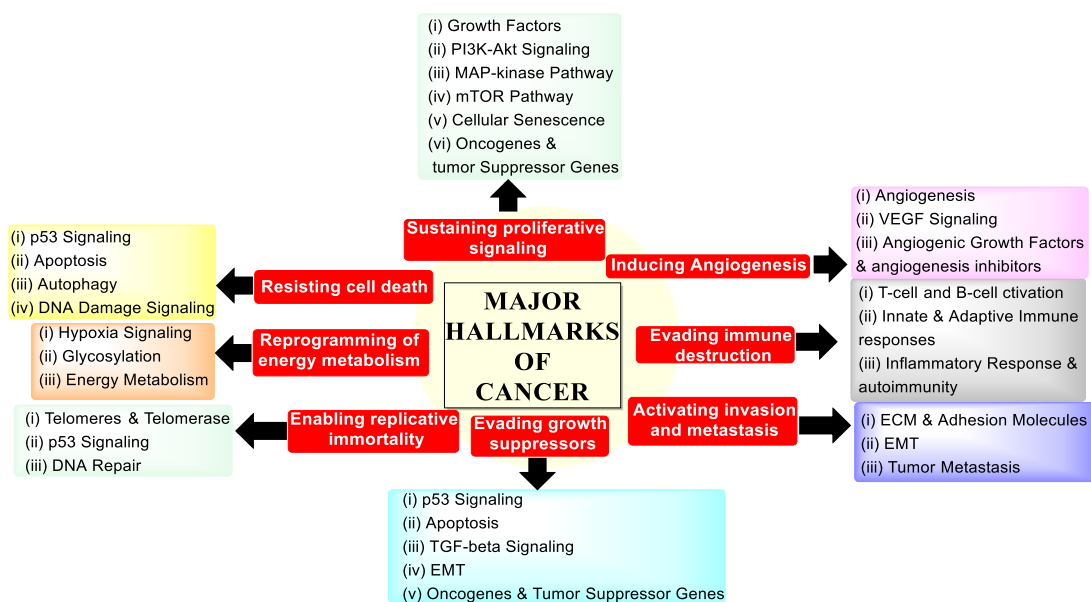 (i) Growth Factors
(ii) PI3K-Akt Signaling
(iii) MAP-kinase Pathway
(iv) mTOR Pathway
(v) Cellular Senescence
(vi) Oncogenes &
tumor Suppressor Genes
Sustaining proliferative
signaling
(i) p53 Signaling
(ii) Apoptosis
(iii) Autophagy
(iv) DNA Damage Signaling
Resisting cell death
(i) Hypoxia Signaling
(ii) Glycosylation
(iii) Energy Metabolism
Reprogramming of
energy metabolism
(i) Telomeres & Telomerase
(ii) p53 Signaling
(iii) DNA Repair
Enabling replicative
immortality
MAJOR
HALLMARKS
OF
CANCER
Inducing Angiogenesis
(i) Angiogenesis
(ii) VEGF Signaling
(iii) Angiogenic Growth Factors
& angiogenesis inhibitors
Evading immune
destruction
(i) T-cell and B-cell ctivation
(ii) Innate & Adaptive Immune
responses
(iii) Inflammatory Response &
autoimmunity
Activating invasion
and metastasis
(i) ECM & Adhesion Molecules
(ii) EMT
(iii) Tumor Metastasis
Evading growth
suppressors
(i) p53 Signaling
(ii) Apoptosis
(iii) TGF-beta Signaling
(iv) EMT
(v) Oncogenes & Tumor Suppressor Genes